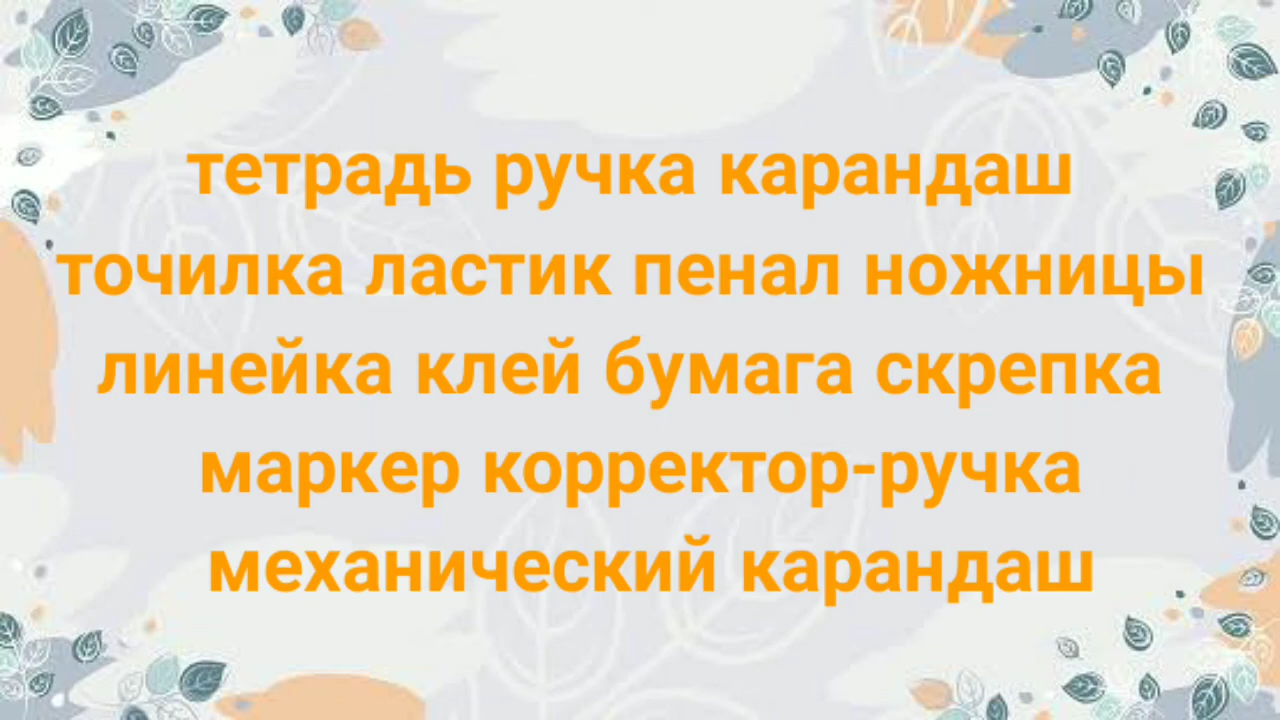 тетрадь ручка карандаш
точилка ластик пенал ножницы
линейка клей бумага скрепка
маркер корректор-ручка
механический карандаш